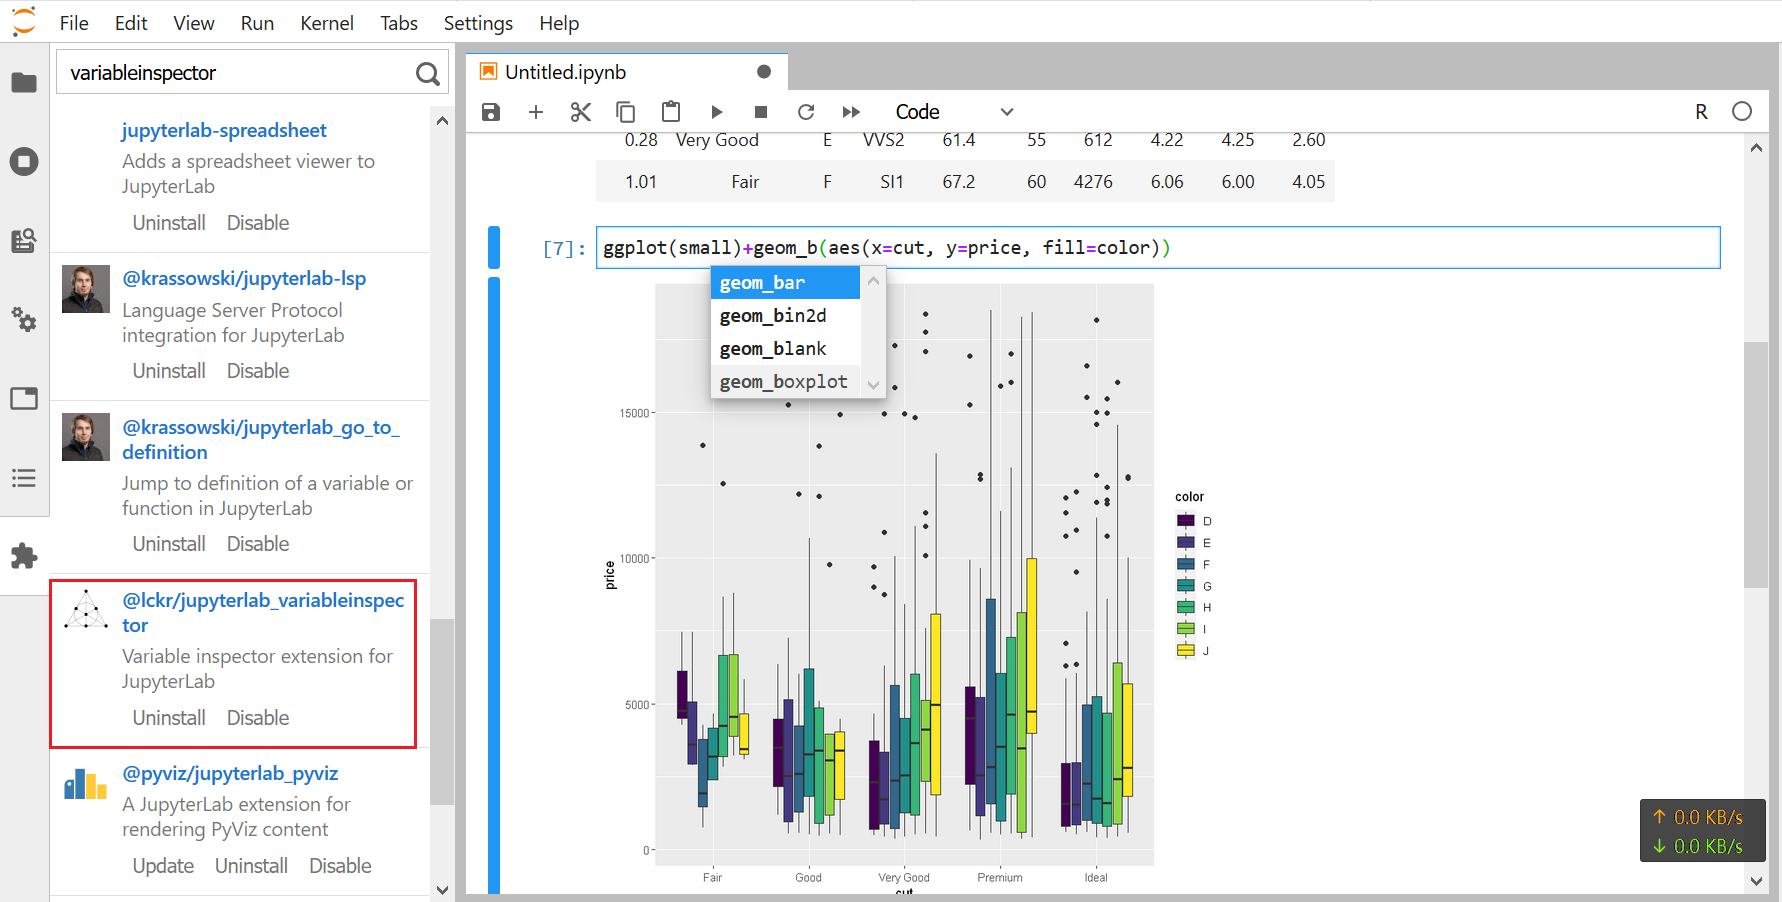 File Edit View Run Kernel Tabs Settings Help
variableinspector
jupyterlab-spreadsheet
Adds a spreadsheet viewer to
JupyterLab
Uninstall Disable
@krassowski/jupyterlab-lsp
Language Server Protocol
integration for JupyterLab
Uninstall Disable
@krassowski/jupyterlab_go_to_
definition
Jump to definition of a variable or
function in JupyterLab
Uninstall Disable
@lckr/jupyterlab_variableinspec
tor
Variable inspector extension for
JupyterLab
Uninstall Disable
@pyviz/jupyterlab_pyviz
A JupyterLab extension for
rendering PyViz content
Update Uninstall Disable
Untitled.ipynb
Code
R
0.28 Very Good E VVS2 61.4 55 612 4.22 4.25 2.60
1.01 Fair F SI1 67.2 60 4276 6.06 6.00 4.05
[7]: ggplot(small)+geom_b(aes(x=cut, y=price, fill=color))
geom_bar
geom_bin2d
geom_blank
geom_boxplot
15000
10000
5000
0
price
Fair Good Very Good Premium Ideal
cut
color
D
E
F
G
H
I
J
↑ 0.0 KB/s
↓ 0.0 KB/s